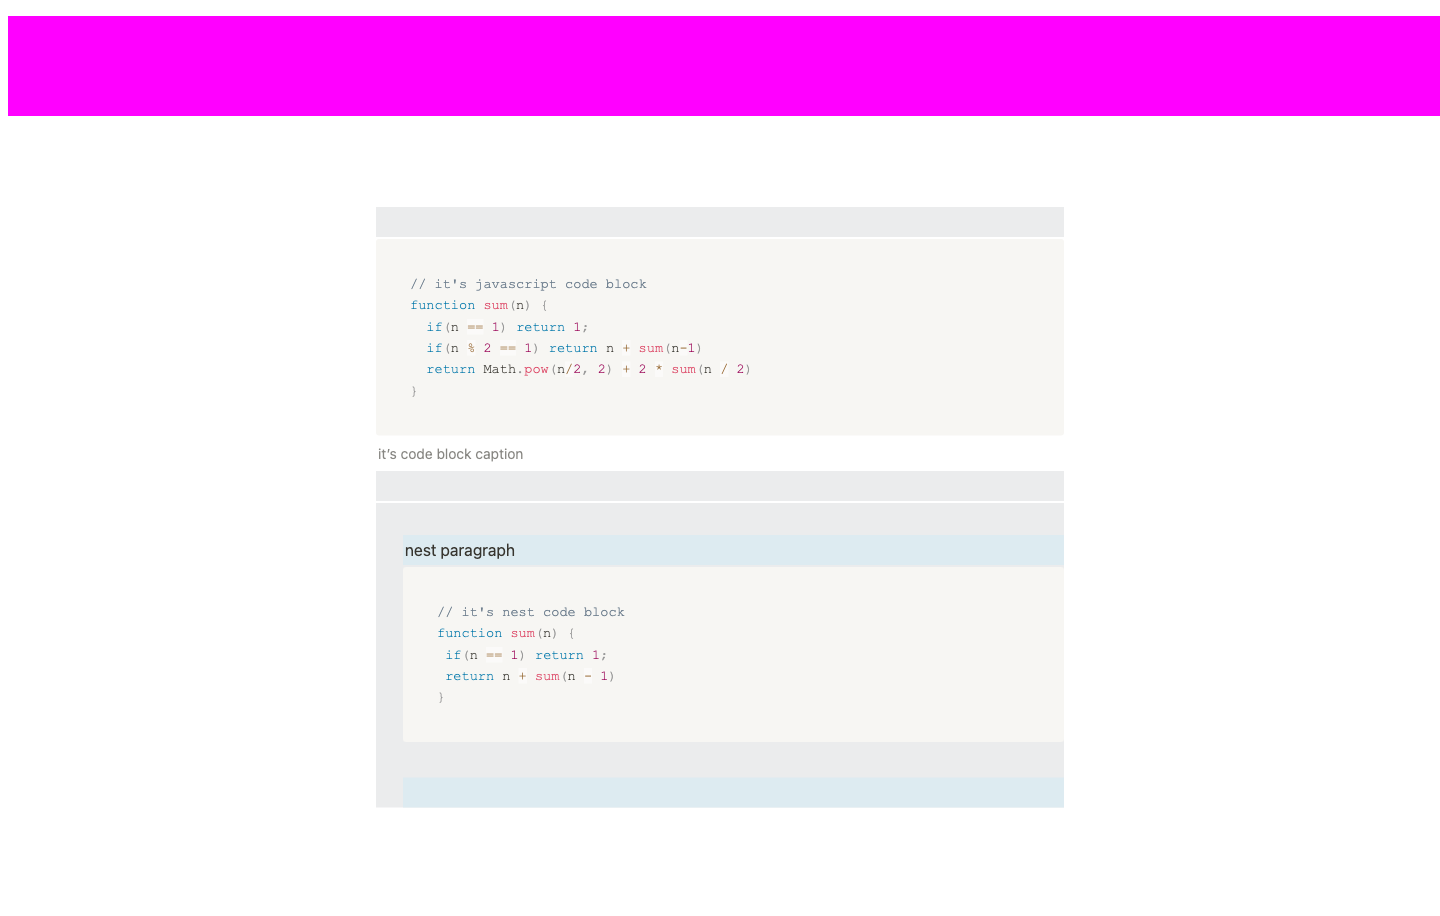 // it's javascript code block
function sum(n) {
  if(n == 1) return 1;
  if(n % 2 == 1) return n + sum(n-1)
  return Math.pow(n/2, 2) + 2 * sum(n / 2)
}
it's code block caption
nest paragraph
// it's nest code block
function sum(n) {
 if(n == 1) return 1;
 return n + sum(n - 1)
}